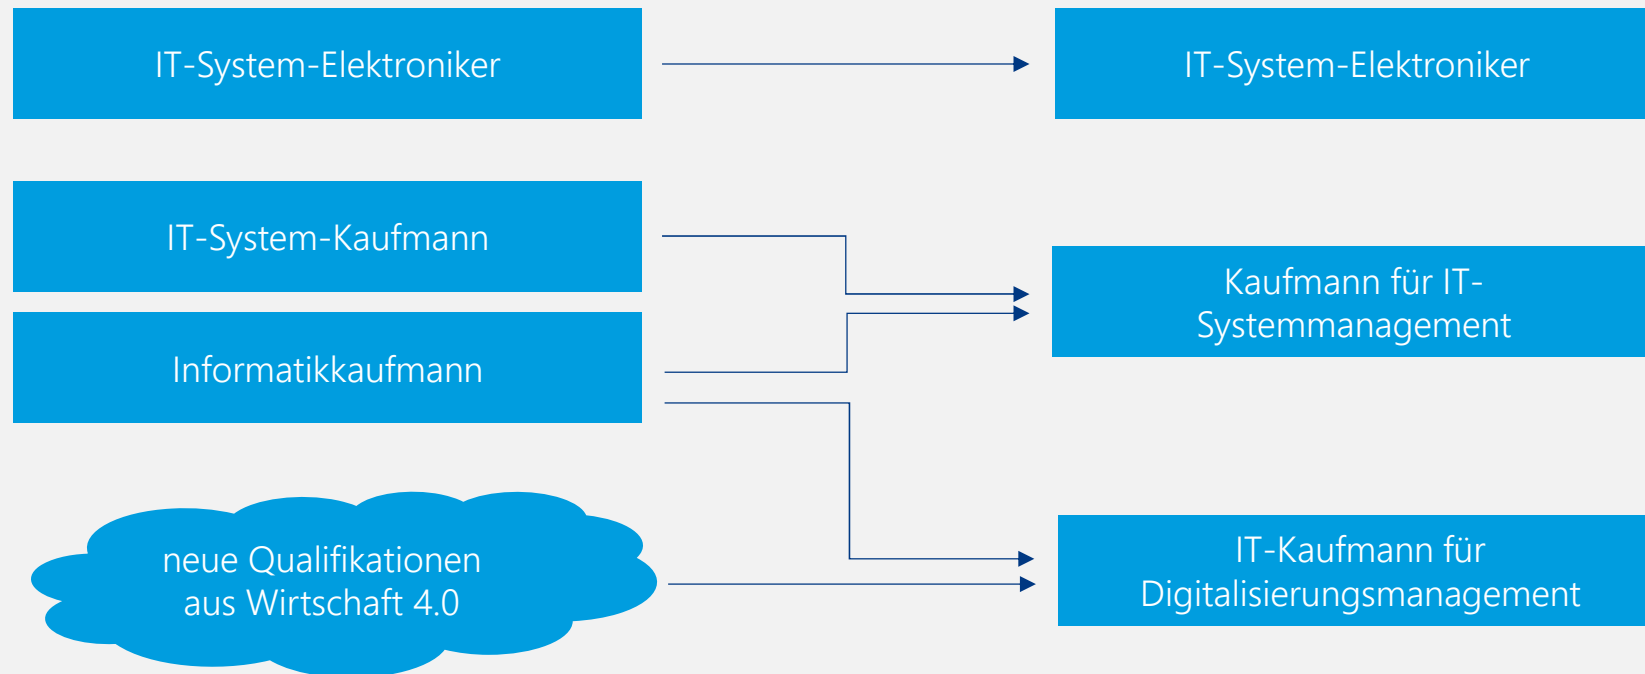 IT-System-Elektroniker
IT-System-Elektroniker
IT-System-Kaufmann
Kaufmann für IT-
Systemmanagement
Informatikkaufmann
neue Qualifikationen
aus Wirtschaft 4.0
IT-Kaufmann für
Digitalisierungsmanagement